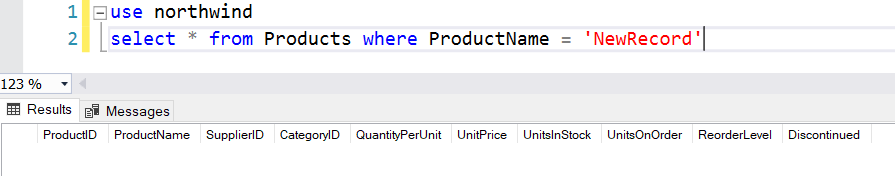 1 use northwind
2 select * from Products where ProductName = 'NewRecord'
123 %
Results Messages
ProductID ProductName SupplierID CategoryID QuantityPerUnit UnitPrice UnitsInStock UnitsOnOrder ReorderLevel Discontinued